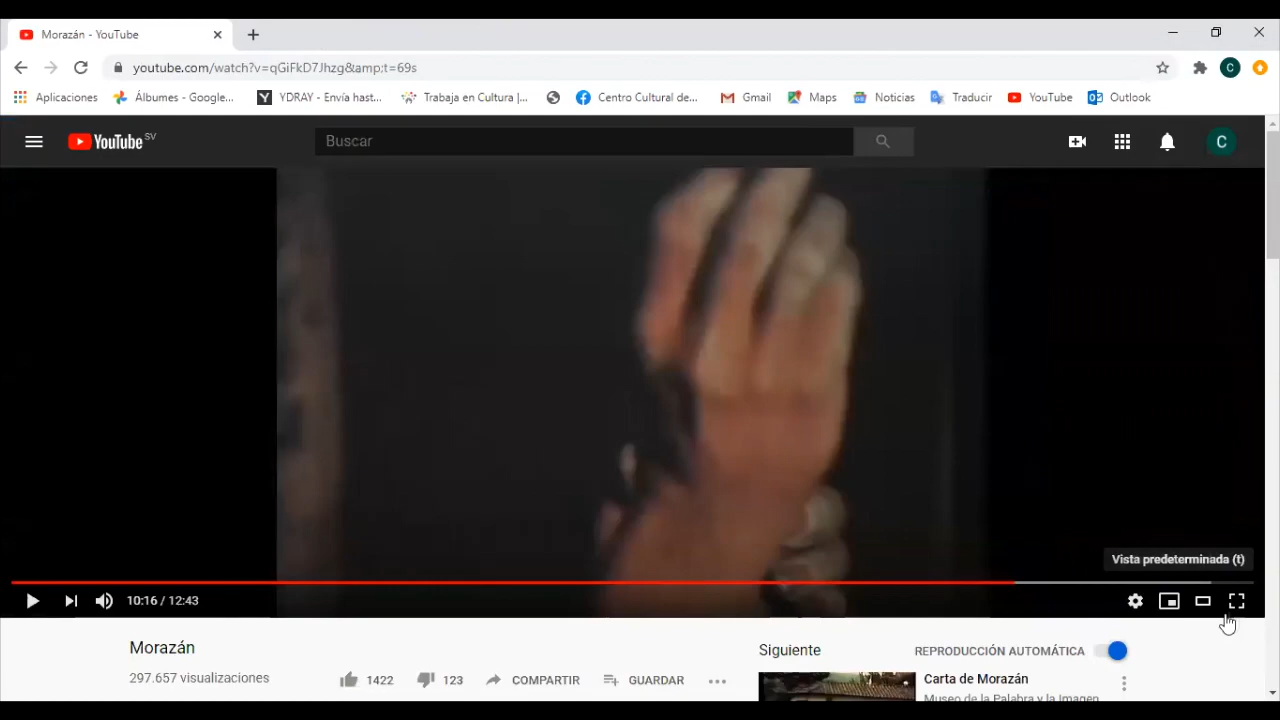 Morazán - YouTube
youtube.com/watch?v=qGiFkD7Jhzg&amp;t=69s
Aplicaciones Álbumes - Google... YDRAY - Envía hast... Trabaja en Cultura |... Centro Cultural de... Gmail Maps Noticias Traducir YouTube Outlook
YouTube SV Buscar C
Vista predeterminada (t)
10:16 / 12:43
Morazán
297.657 visualizaciones
1422 123 COMPARTIR GUARDAR
Siguiente REPRODUCCIÓN AUTOMÁTICA
Carta de Morazán
Museo de la Palabra y la Imagen